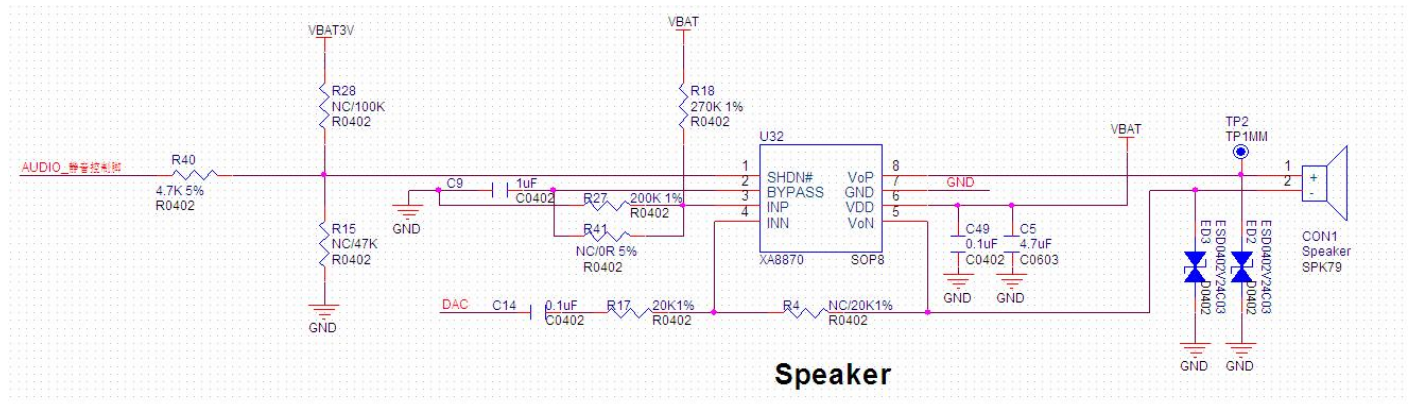 VBAT3V
VBAT
R28
NC/100K
R0402
R18
270K 1%
R0402
U32
VBAT
TP2
TP1MM
AUDIO_静音控制脚
R40
4.7K 5%
R0402
1
2
3
4
SHDN#
BYPASS
INP
INN
VoP
GND
VDD
VoN
8
7
6
5
GND
XA8870
SOP8
C9
1uF
C0402
GND
R27
200K 1%
R0402
R41
NC/0R 5%
R0402
R15
NC/47K
R0402
GND
C49
0.1uF
C0402
GND
C5
4.7uF
C0603
GND
1
2
+
-
CON1
Speaker
SPK79
ED3
ESD0402V24C03
D0402
GND
ED2
ESD0402V24C03
D0402
GND
DAC
C14
0.1uF
C0402
R17
20K1%
R0402
R4
NC/20K1%
R0402
Speaker